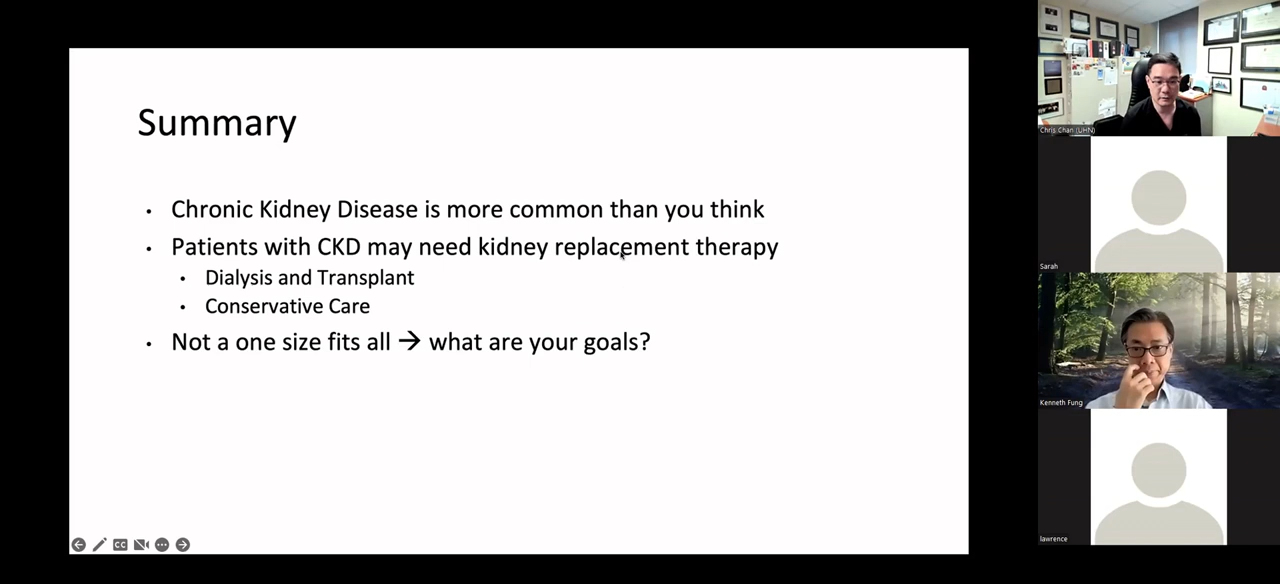 Summary
• Chronic Kidney Disease is more common than you think
• Patients with CKD may need kidney replacement therapy
• Dialysis and Transplant
• Conservative Care
• Not a one size fits all → what are your goals?
CC
Chris Chan (UHN)
Sarah
Kenneth Fung
lawrence